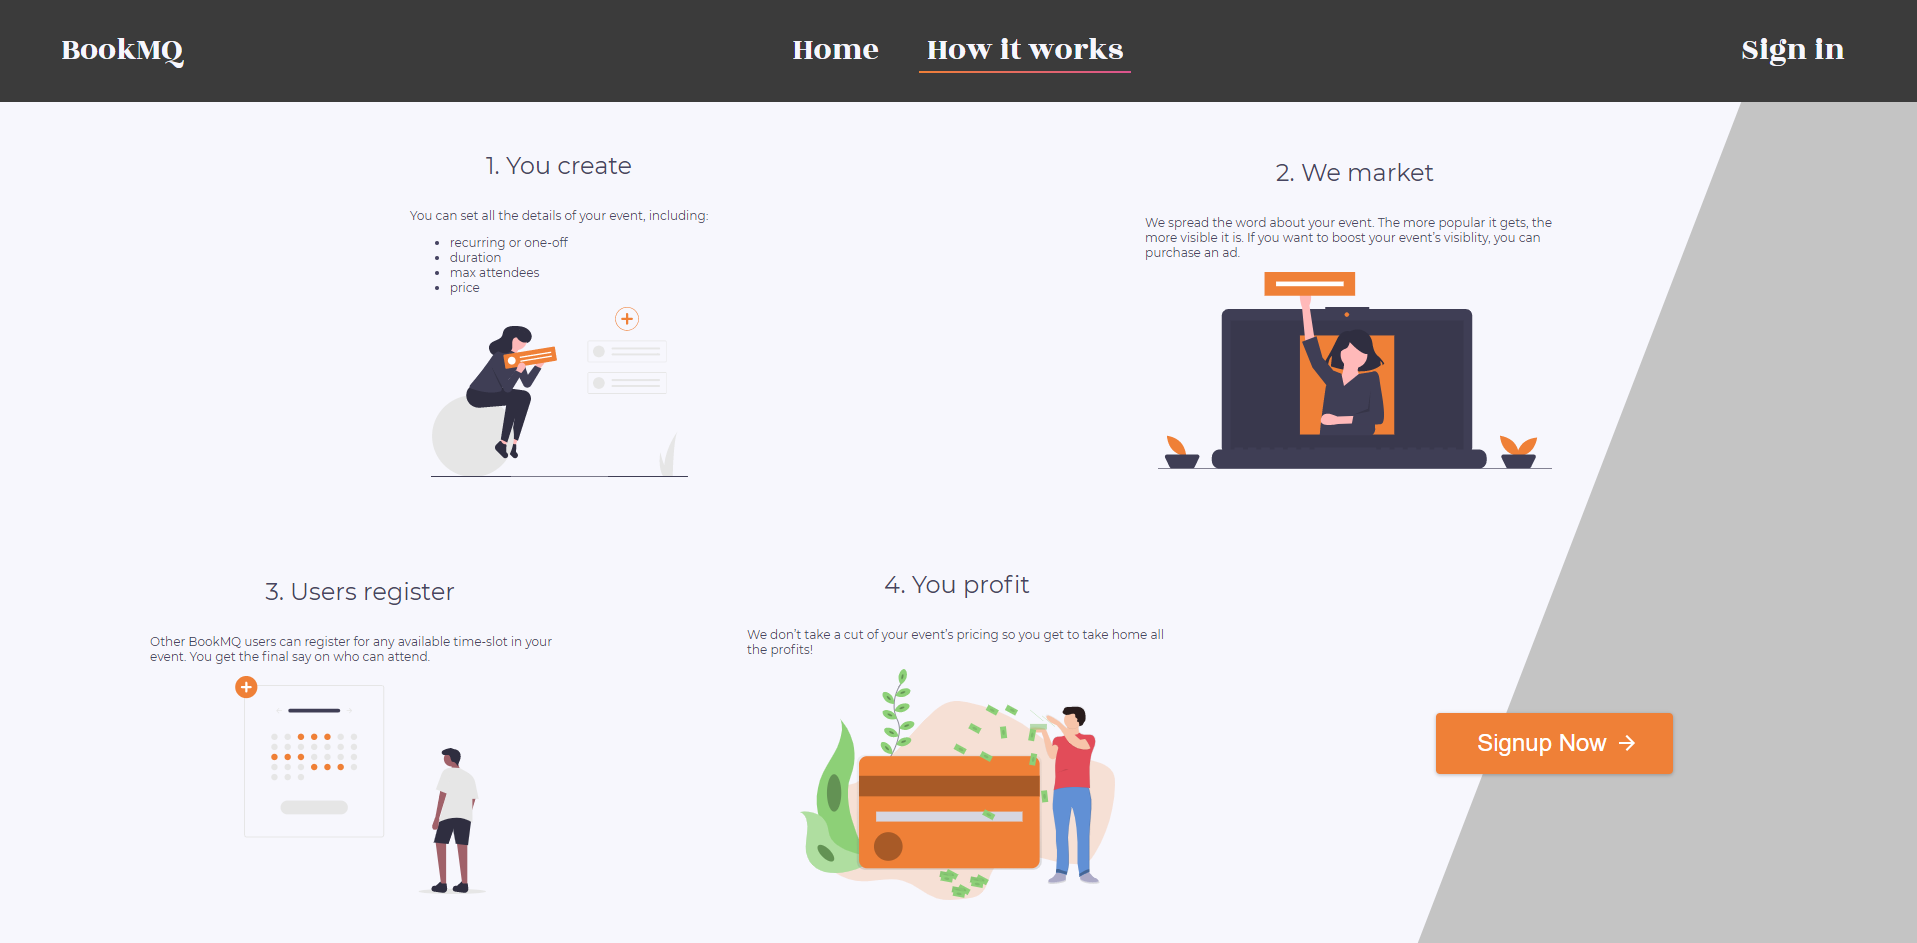 BookMQ
Home
How it works
Sign in
1. You create
You can set all the details of your event, including:
recurring or one-off
duration
max attendees
price
2. We market
We spread the word about your event. The more popular it gets, the
more visible it is. If you want to boost your event's visiblity, you can
purchase an ad.
3. Users register
Other BookMQ users can register for any available time-slot in your
event. You get the final say on who can attend.
4. You profit
We don't take a cut of your event's pricing so you get to take home all
the profits!
Signup Now